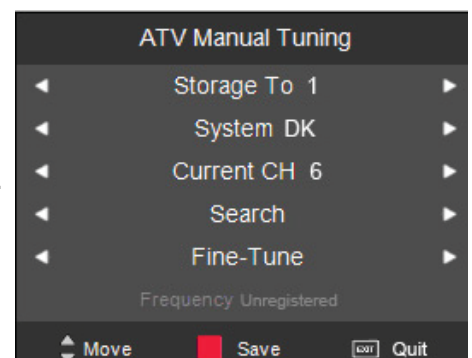 ATV Manual Tuning
Storage To 1
System DK
Current CH 6
Search
Fine-Tune
Frequency Unregistered
Move Save EXIT Quit